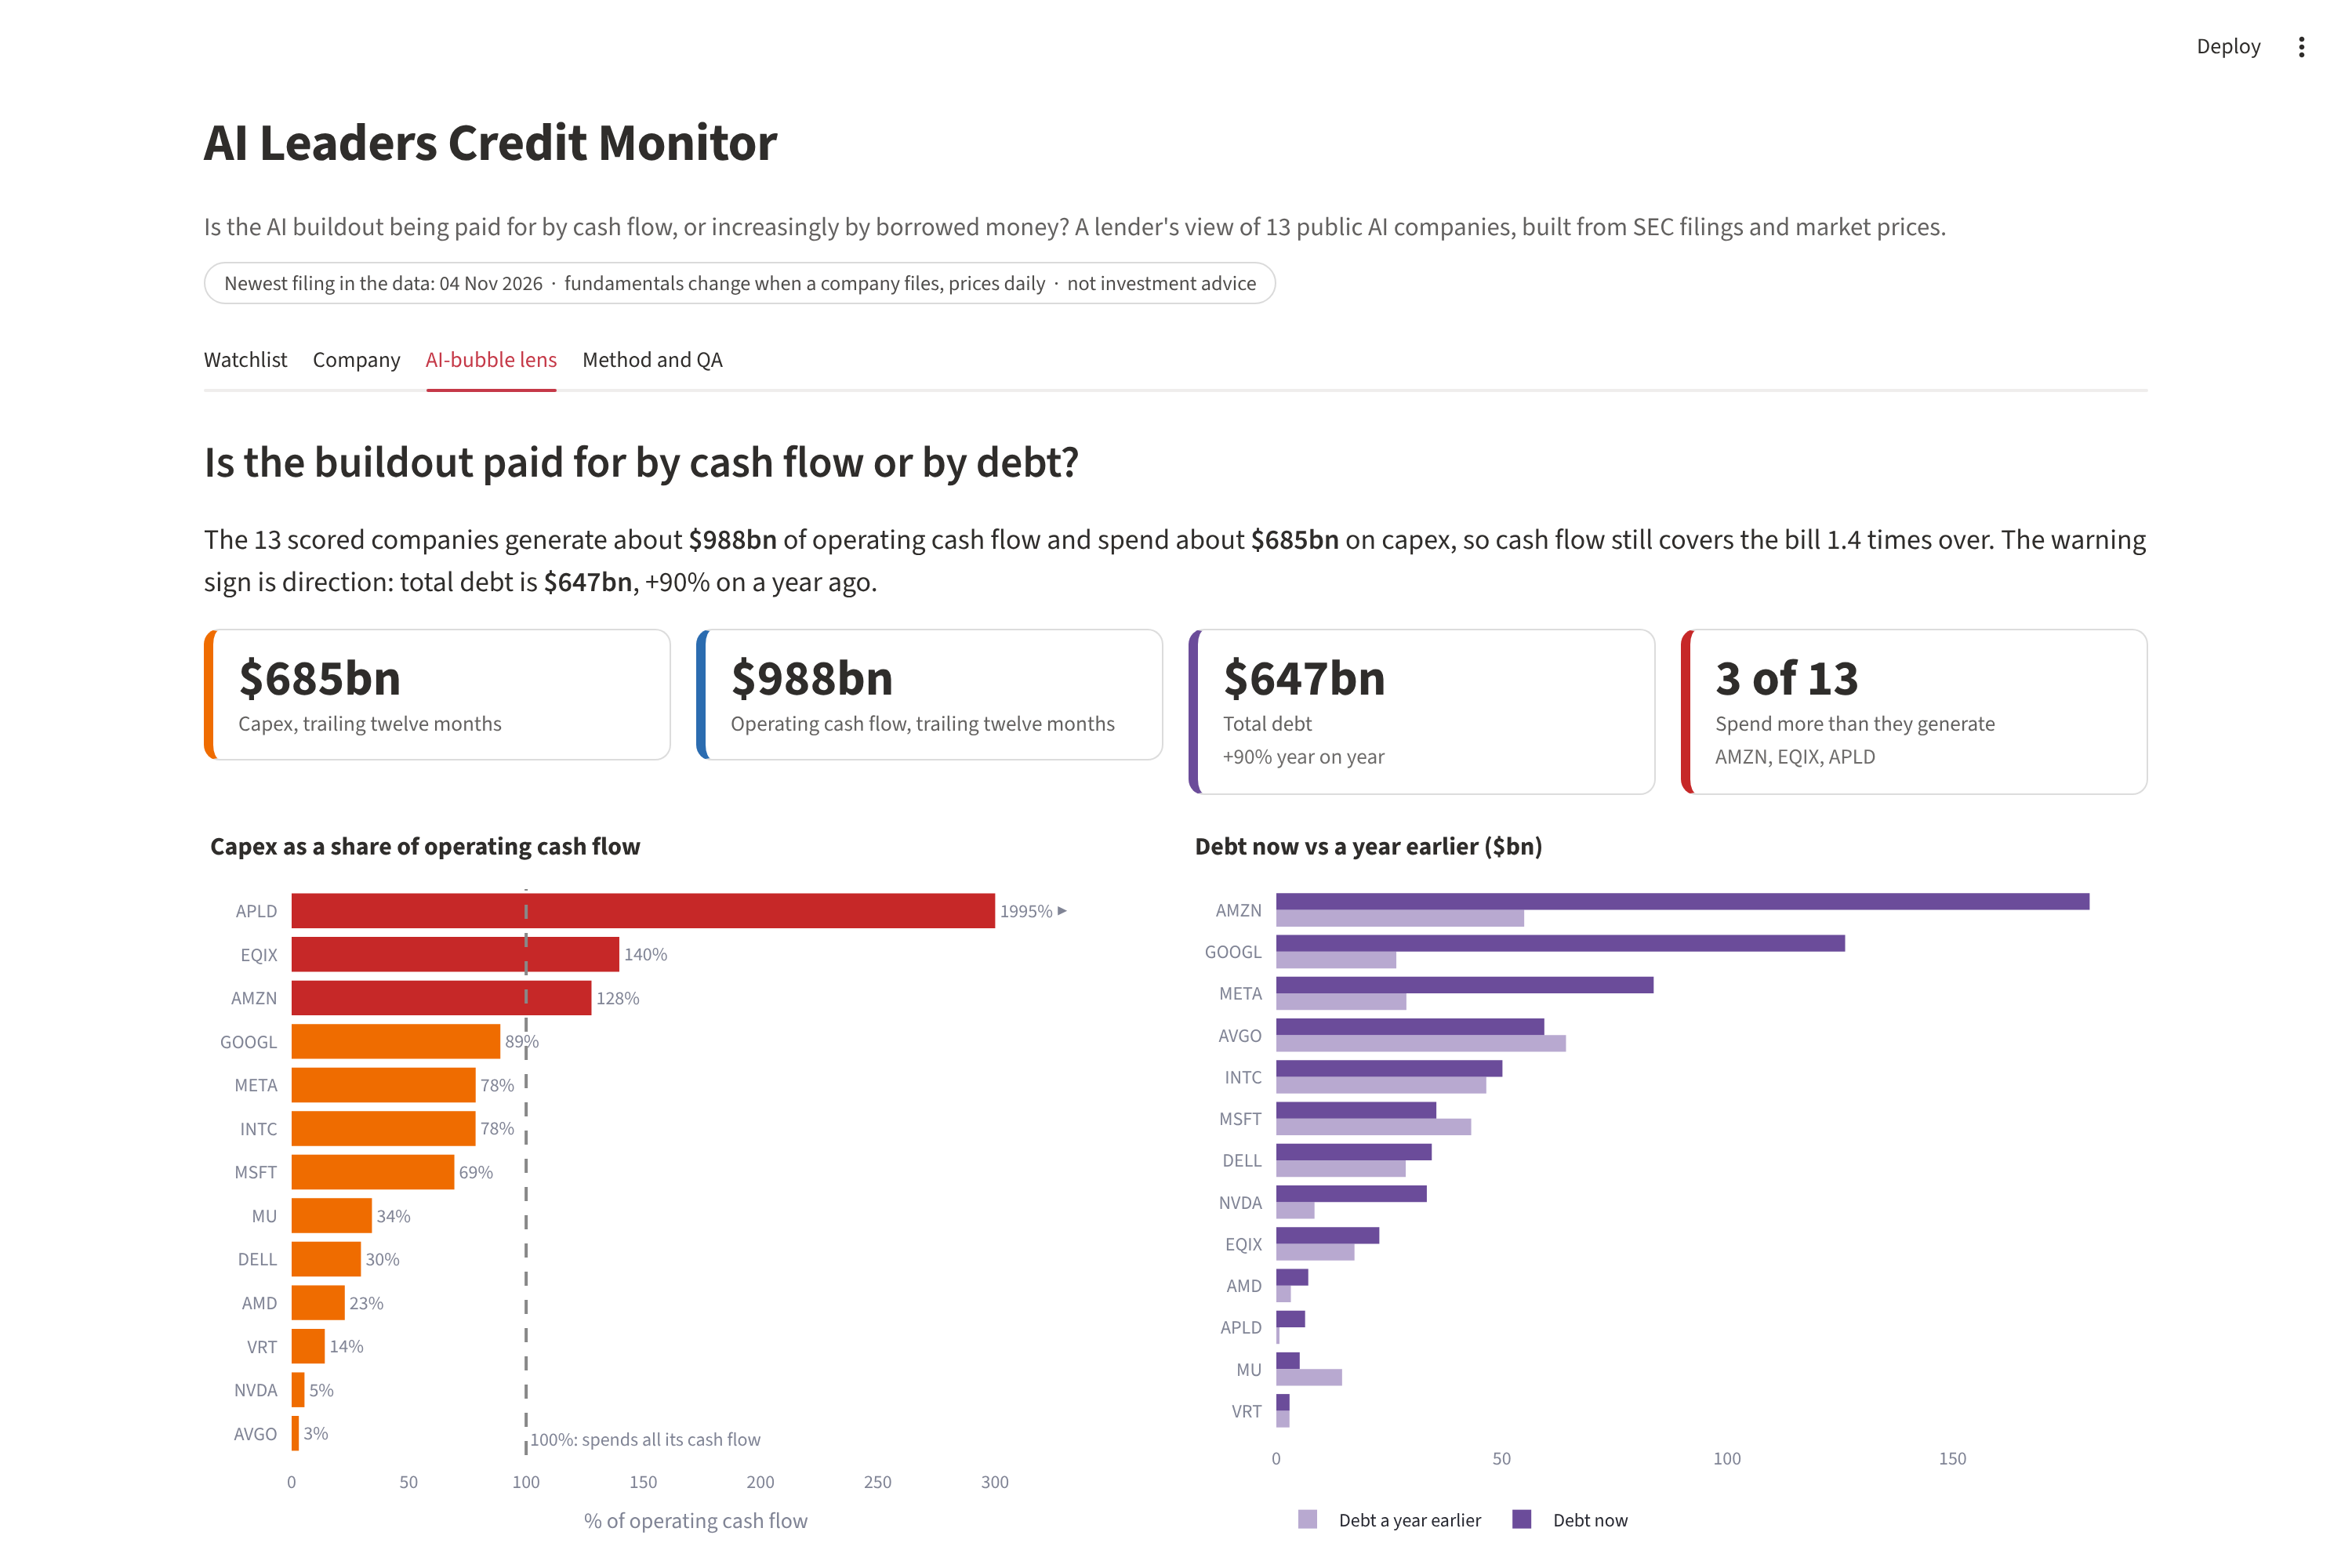 Deploy
AI Leaders Credit Monitor
Is the AI buildout being paid for by cash flow, or increasingly by borrowed money? A lender's view of 13 public AI companies, built from SEC filings and market prices.
Newest filing in the data: 04 Nov 2026 · fundamentals change when a company files, prices daily · not investment advice
Watchlist Company AI-bubble lens Method and QA
Is the buildout paid for by cash flow or by debt?
The 13 scored companies generate about $988bn of operating cash flow and spend about $685bn on capex, so cash flow still covers the bill 1.4 times over. The warning
sign is direction: total debt is $647bn, +90% on a year ago.
$685bn
Capex, trailing twelve months
$988bn
Operating cash flow, trailing twelve months
$647bn
Total debt
+90% year on year
3 of 13
Spend more than they generate
AMZN, EQIX, APLD
Capex as a share of operating cash flow
APLD 1995% ►
EQIX 140%
AMZN 128%
GOOGL 89%
META 78%
INTC 78%
MSFT 69%
MU 34%
DELL 30%
AMD 23%
VRT 14%
NVDA 5%
AVGO 3%
100%: spends all its cash flow
0 50 100 150 200 250 300
% of operating cash flow
Debt now vs a year earlier ($bn)
AMZN
GOOGL
META
AVGO
INTC
MSFT
DELL
NVDA
EQIX
AMD
APLD
MU
VRT
0 50 100 150
Debt a year earlier Debt now